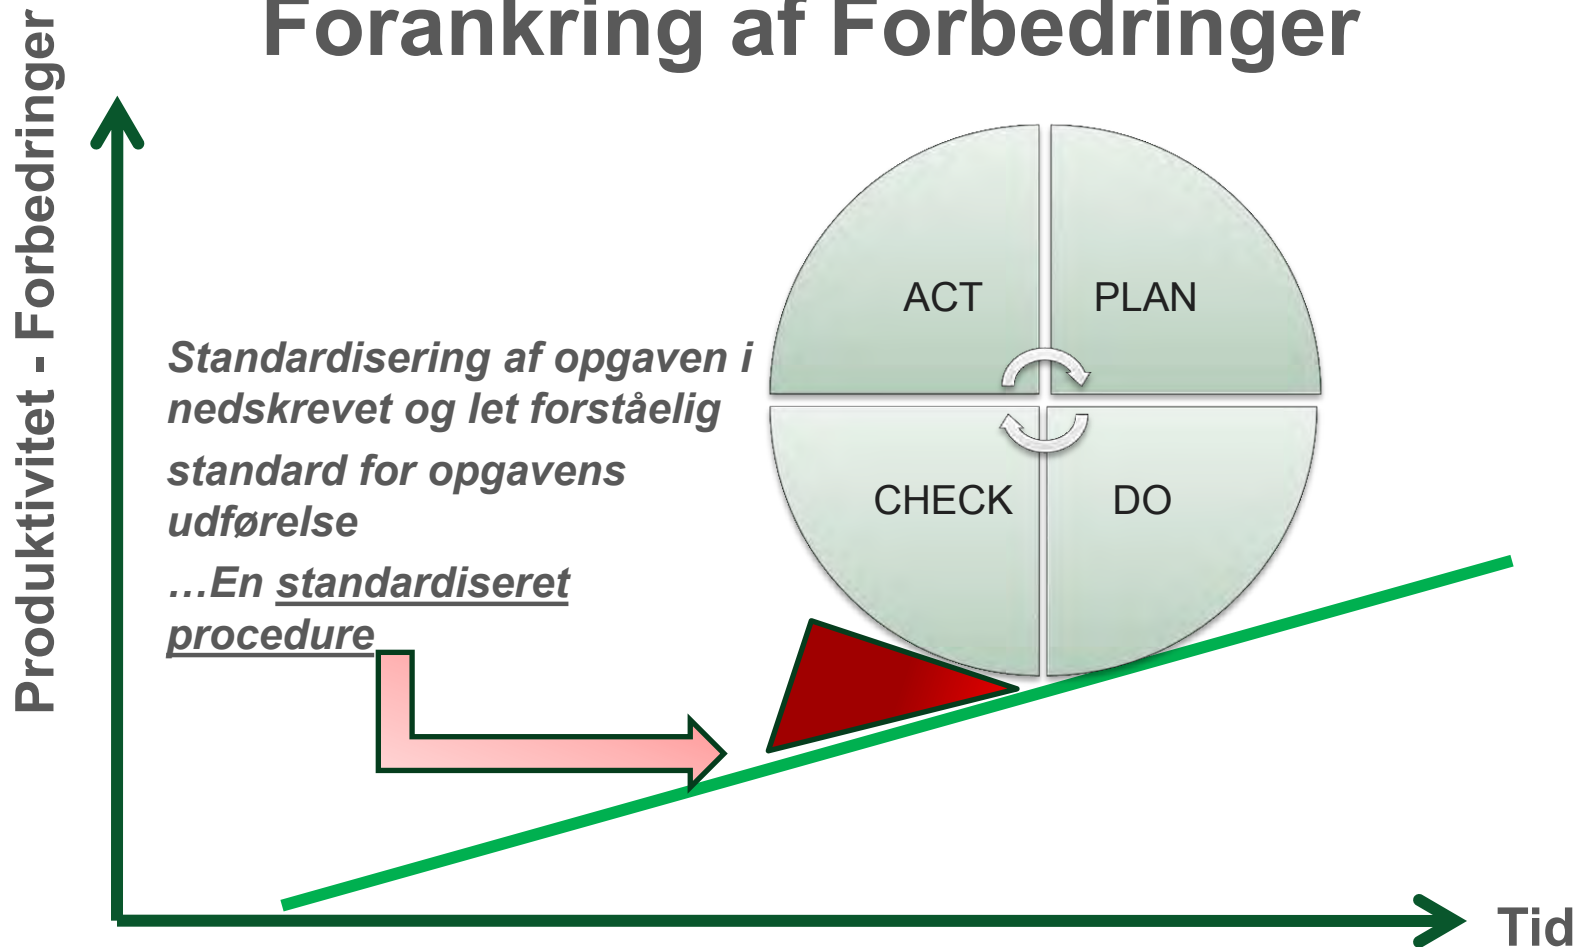 Forankring af Forbedringer
Produktivitet - Forbedringer
ACT
PLAN
Standardisering af opgaven i
nedskrevet og let forståelig
standard for opgavens
udførelse
…En standardiseret
procedure
CHECK
DO
Tid